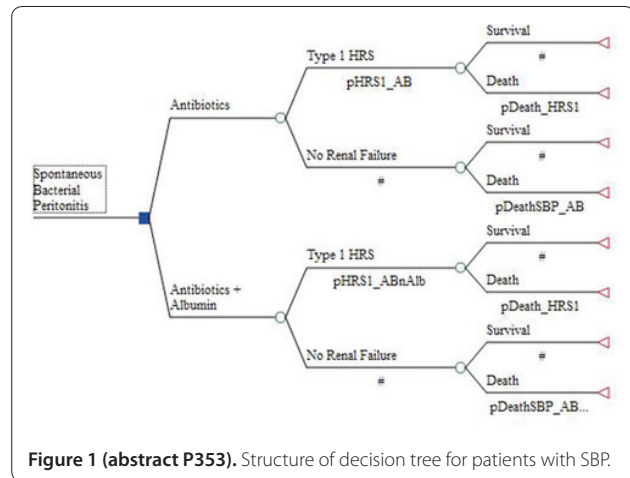 Survival
#
Type 1 HRS
pHRS1_AB
Death
pDeath_HRS1
Antibiotics
Survival
#
No Renal Failure
#
Death
pDeathSBP_AB
Spontaneous
Bacterial
Peritonitis
Survival
#
Type 1 HRS
pHRS1_ABnAlb
Death
pDeath_HRS1
Antibiotics +
Albumin
Survival
#
No Renal Failure
#
Death
pDeathSBP_AB...
Figure 1 (abstract P353). Structure of decision tree for patients with SBP.